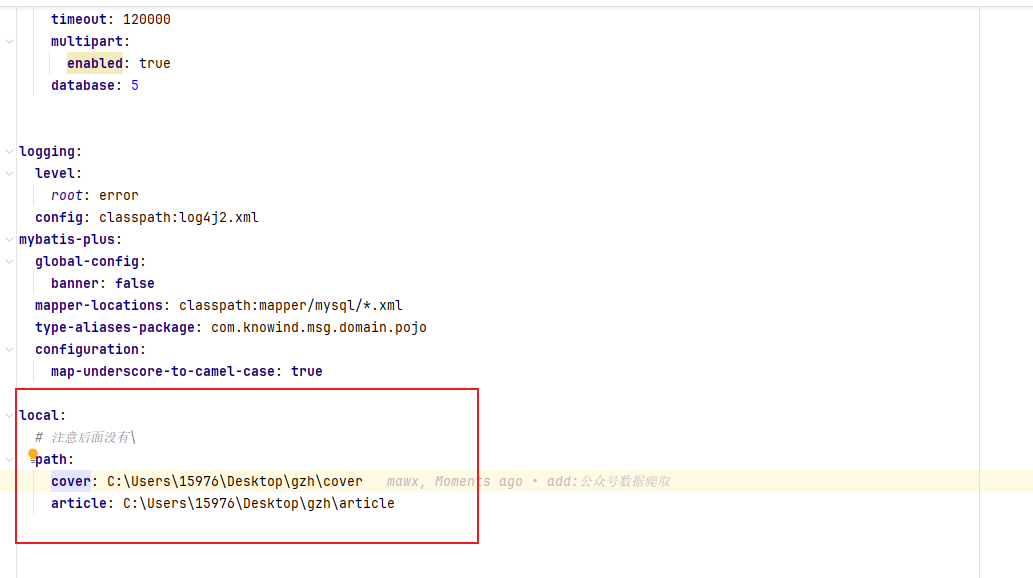 timeout: 120000
multipart:
enabled: true
database: 5
logging:
level:
root: error
config: classpath:log4j2.xml
mybatis-plus:
global-config:
banner: false
mapper-locations: classpath:mapper/mysql/*.xml
type-aliases-package: com.knowind.msg.domain.pojo
configuration:
map-underscore-to-camel-case: true
local:
# 注意后面没有\
path:
cover: C:\Users\15976\Desktop\gzh\cover mawx, Moments ago • add:公众号数据爬取
article: C:\Users\15976\Desktop\gzh\article